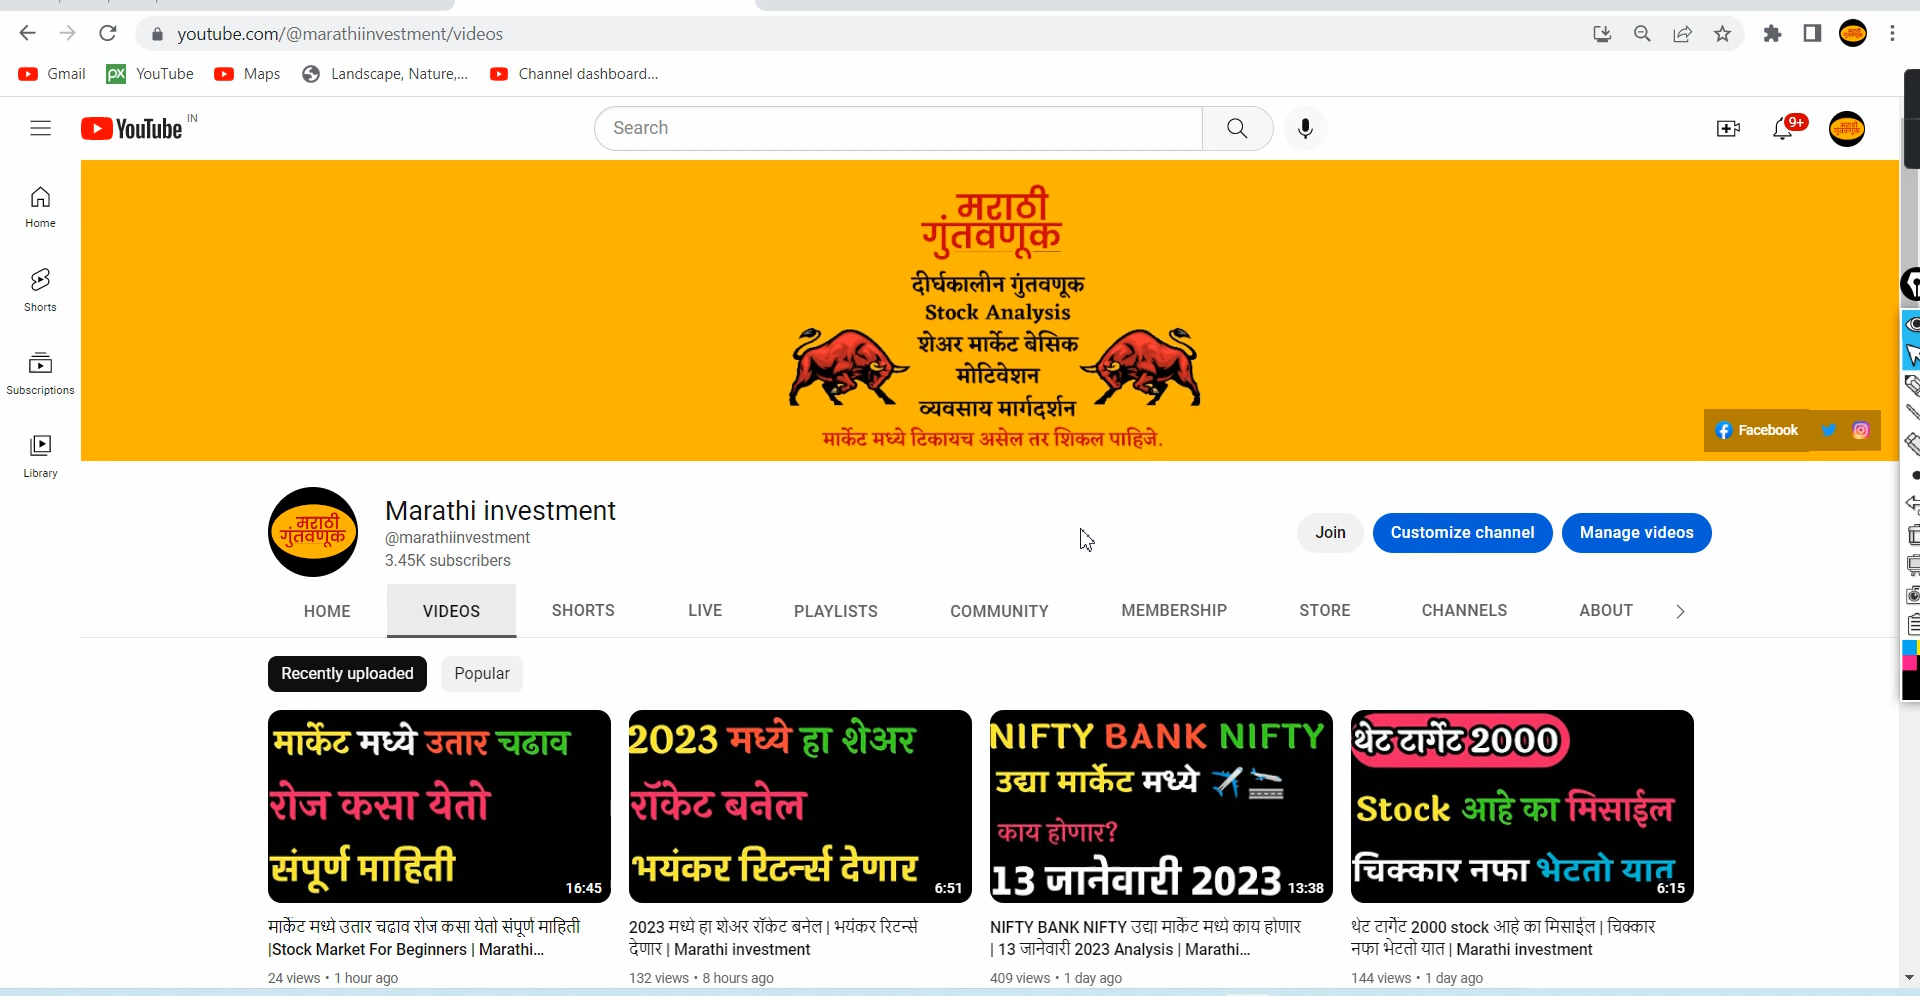 youtube.com/@marathiinvestment/videos
Gmail
YouTube
Maps
Landscape, Nature,...
Channel dashboard...
YouTube IN
Search
9+
Home
Shorts
Subscriptions
Library
मराठी
गुंतवणूक
दीर्घकालीन गुंतवणूक
Stock Analysis
शेअर मार्केट बेसिक
मोटिवेशन
व्यवसाय मार्गदर्शन
मार्केट मध्ये टिकायच असेल तर शिकल पाहिजे.
Facebook
मराठी
गुंतवणूक
Marathi investment
@marathiinvestment
3.45K subscribers
Join
Customize channel
Manage videos
HOME
VIDEOS
SHORTS
LIVE
PLAYLISTS
COMMUNITY
MEMBERSHIP
STORE
CHANNELS
ABOUT
Recently uploaded
Popular
मार्केट मध्ये उतार चढाव
रोज कसा येतो
संपूर्ण माहिती
16:45
मार्केट मध्ये उतार चढाव रोज कसा येतो संपूर्ण माहिती
|Stock Market For Beginners | Marathi...
24 views • 1 hour ago
2023 मध्ये हा शेअर
रॉकेट बनेल
भयंकर रिटर्न्स देणार
6:51
2023 मध्ये हा शेअर रॉकेट बनेल | भयंकर रिटर्न्स
देणार | Marathi investment
132 views • 8 hours ago
NIFTY BANK NIFTY
उद्या मार्केट मध्ये
काय होणार?
13 जानेवारी 2023
13:38
NIFTY BANK NIFTY उद्या मार्केट मध्ये काय होणार
| 13 जानेवारी 2023 Analysis | Marathi...
409 views • 1 day ago
थेट टार्गेट 2000
Stock आहे का मिसाईल
चिक्कार नफा भेटतो यात
6:15
थेट टार्गेट 2000 stock आहे का मिसाईल | चिक्कार
नफा भेटतो यात | Marathi investment
144 views • 1 day ago